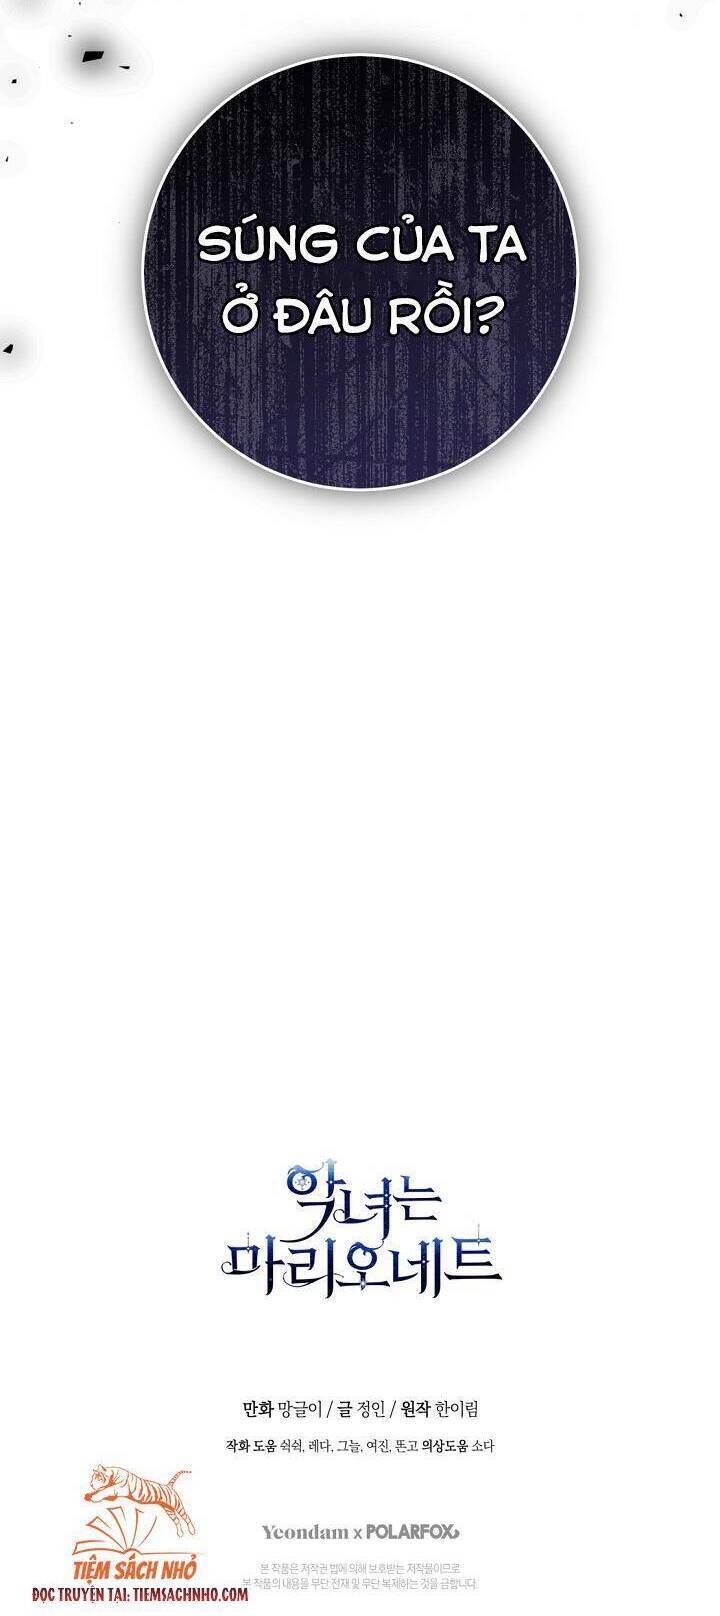 SÚNG CỦA TA
Ở ĐÂU RỒI?
악녀는
마리오네트
만화 망글이 / 글 정인 / 원작 한이림
작화 도움 쉭쉭, 레다, 그늘, 여진, 똔고 의상도움 소다
Yeondam x POLARFOX
본 작품은 저작권 법에 의해 보호받는 저작물이므로
본 작품의 내용을 무단 전재 및 무단 복제하는 것을 금합니다.
TIỆM SÁCH NHỎ
ĐỌC TRUYỆN TẠI: TIEMSACHNHO.COM